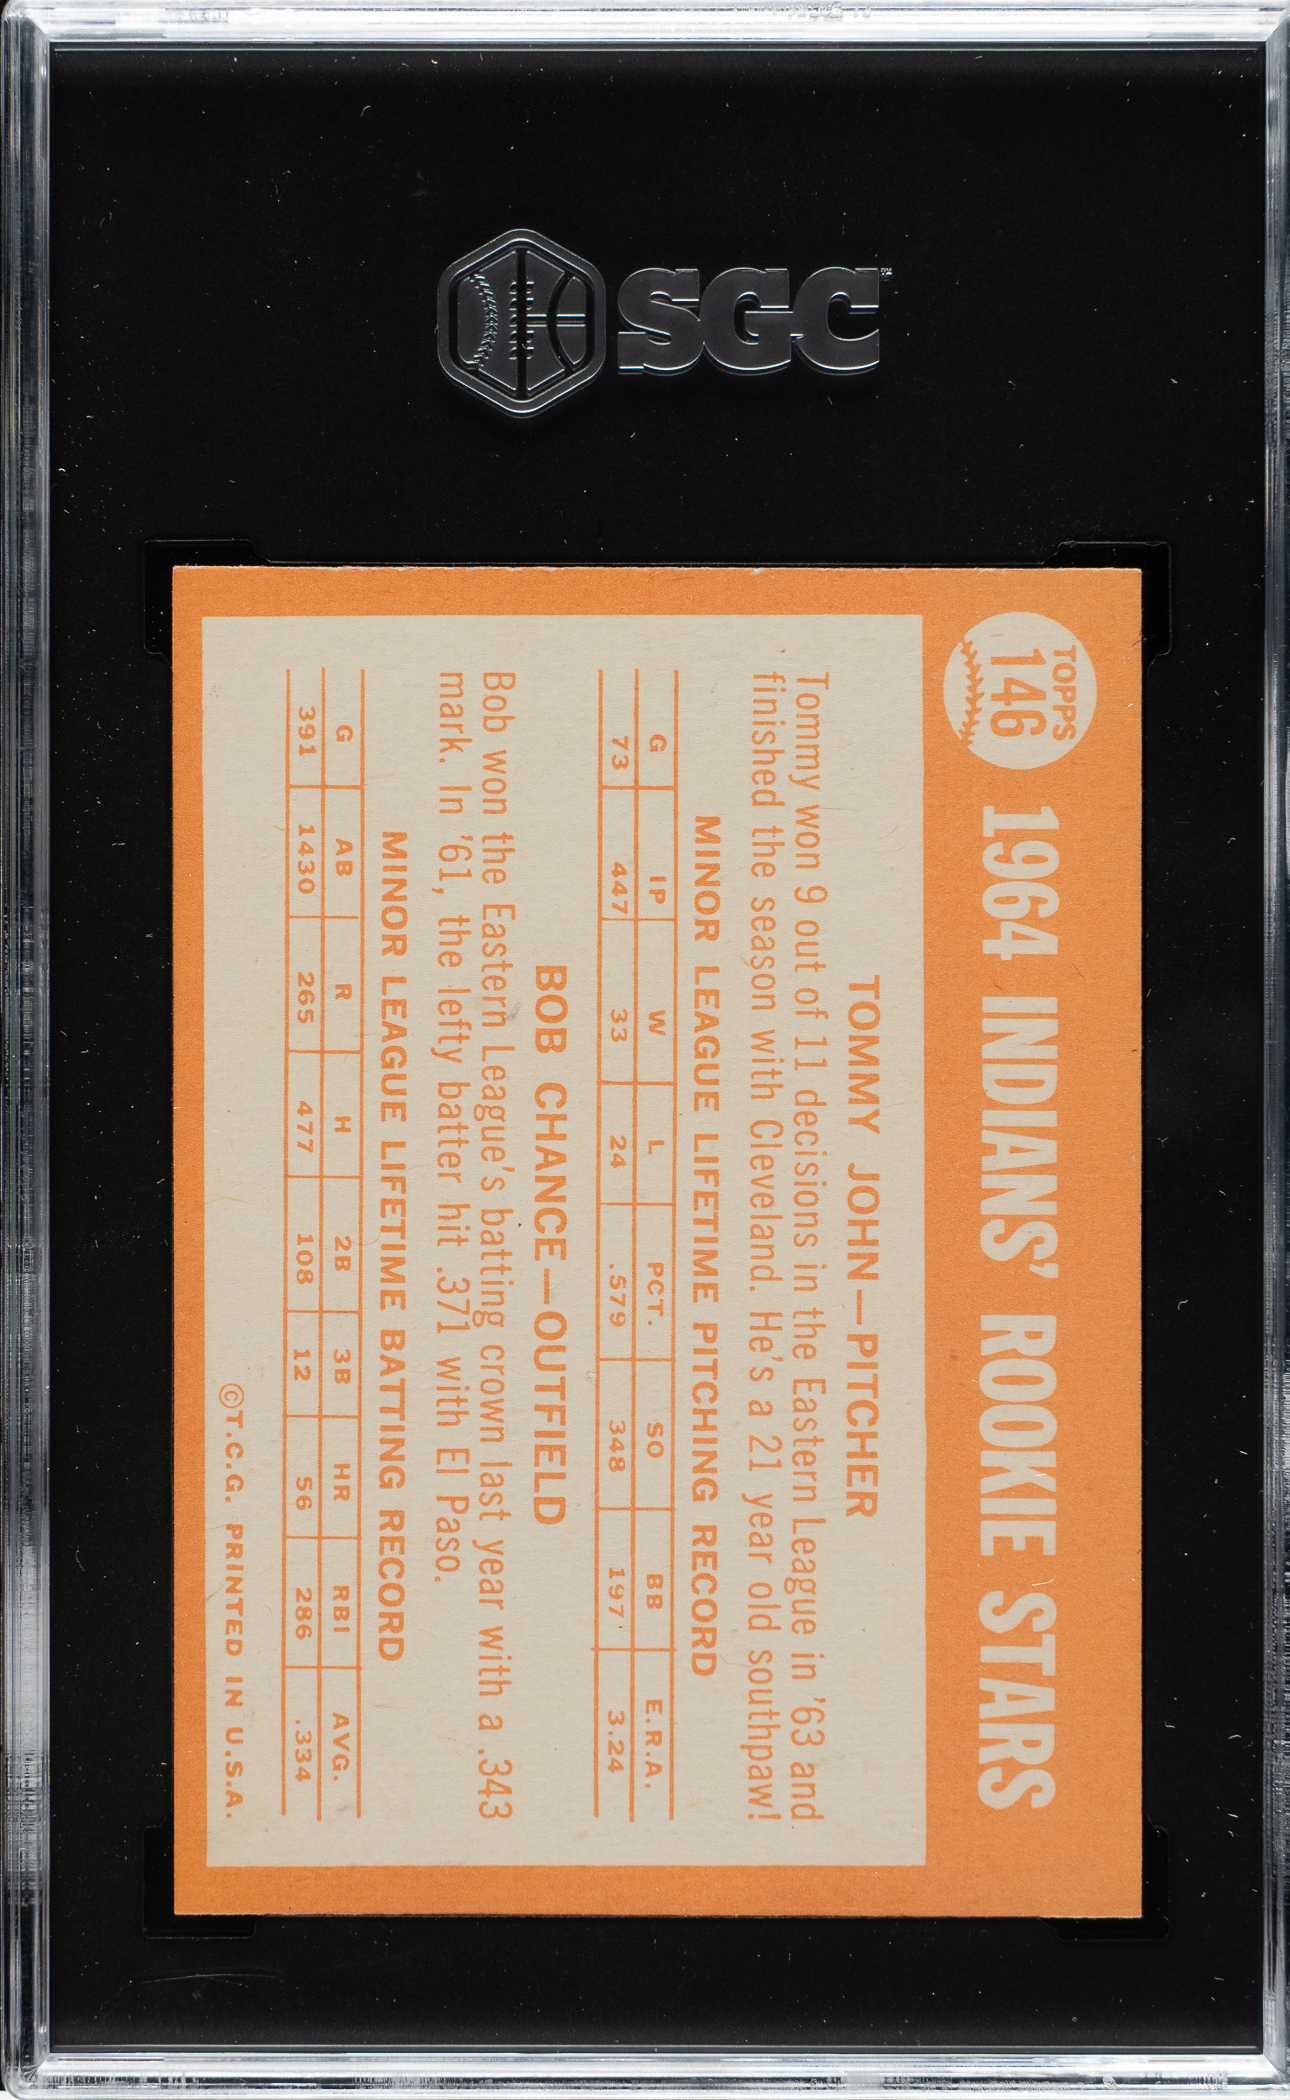 SGC
TOPPS
146
1964 INDIANS' ROOKIE STARS
TOMMY JOHN—PITCHER
Tommy won 9 out of 11 decisions in the Eastern League in '63 and
finished the season with Cleveland. He's a 21 year old southpaw!
MINOR LEAGUE LIFETIME PITCHING RECORD
G IP W L PCT. SO BB E.R.A.
73 447 33 24 .579 348 197 3.24
BOB CHANCE—OUTFIELD
Bob won the Eastern League's batting crown last year with a .343
mark. In '61, the lefty batter hit .371 with El Paso.
MINOR LEAGUE LIFETIME BATTING RECORD
G AB R H 2B 3B HR RBI AVG.
391 1430 265 477 108 12 56 286 .334
©T.C.G. PRINTED IN U.S.A.